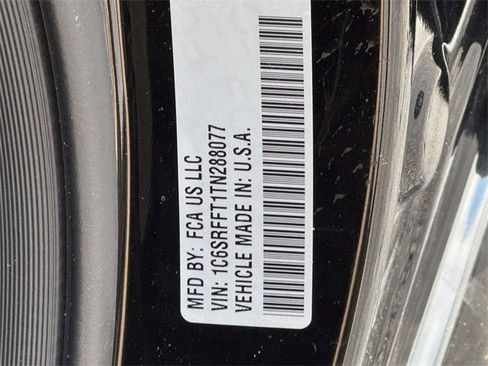 MFD BY: FCA US LLC
VIN: 1C6SRFFT1TN288077
VEHICLE MADE IN: U.S.A.